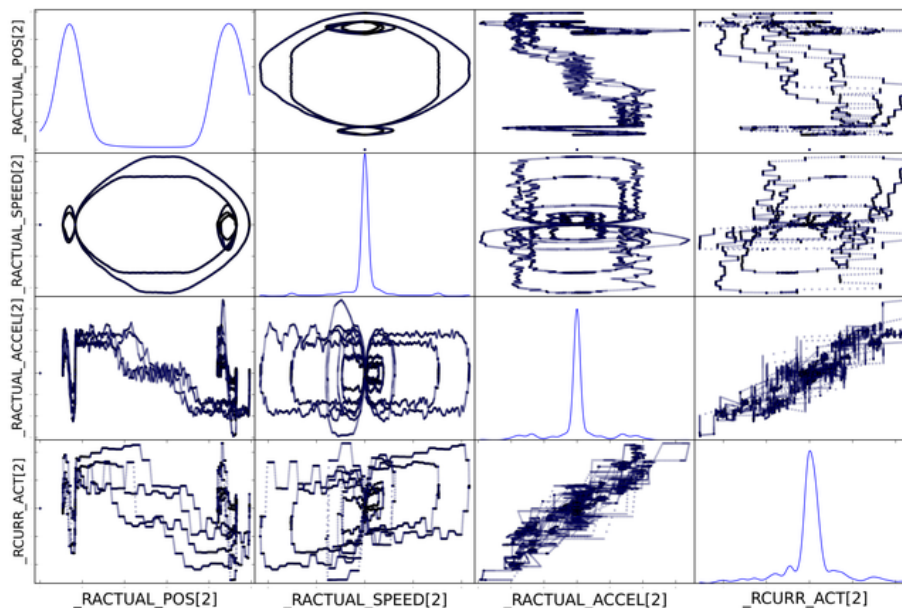 _RACTUAL_POS[2]
_RACTUAL_SPEED[2]
_RACTUAL_ACCEL[2]
_RCURR_ACT[2]
_RACTUAL_POS[2]
_RACTUAL_SPEED[2]
_RACTUAL_ACCEL[2]
_RCURR_ACT[2]